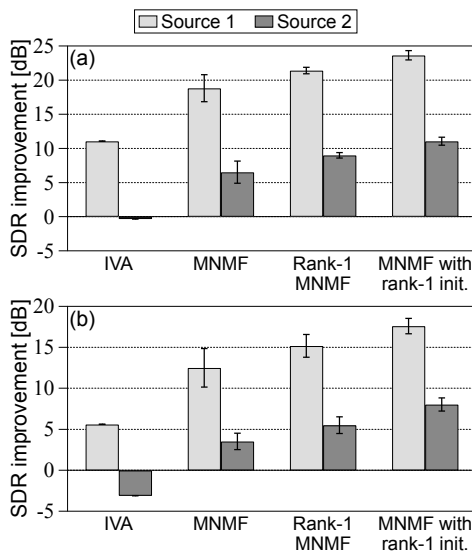 Source 1 Source 2
(a)
SDR improvement [dB]
25
20
15
10
5
0
-5
IVA MNMF Rank-1 MNMF with
MNMF rank-1 init.
(b)
SDR improvement [dB]
20
15
10
5
0
-5
IVA MNMF Rank-1 MNMF with
MNMF rank-1 init.